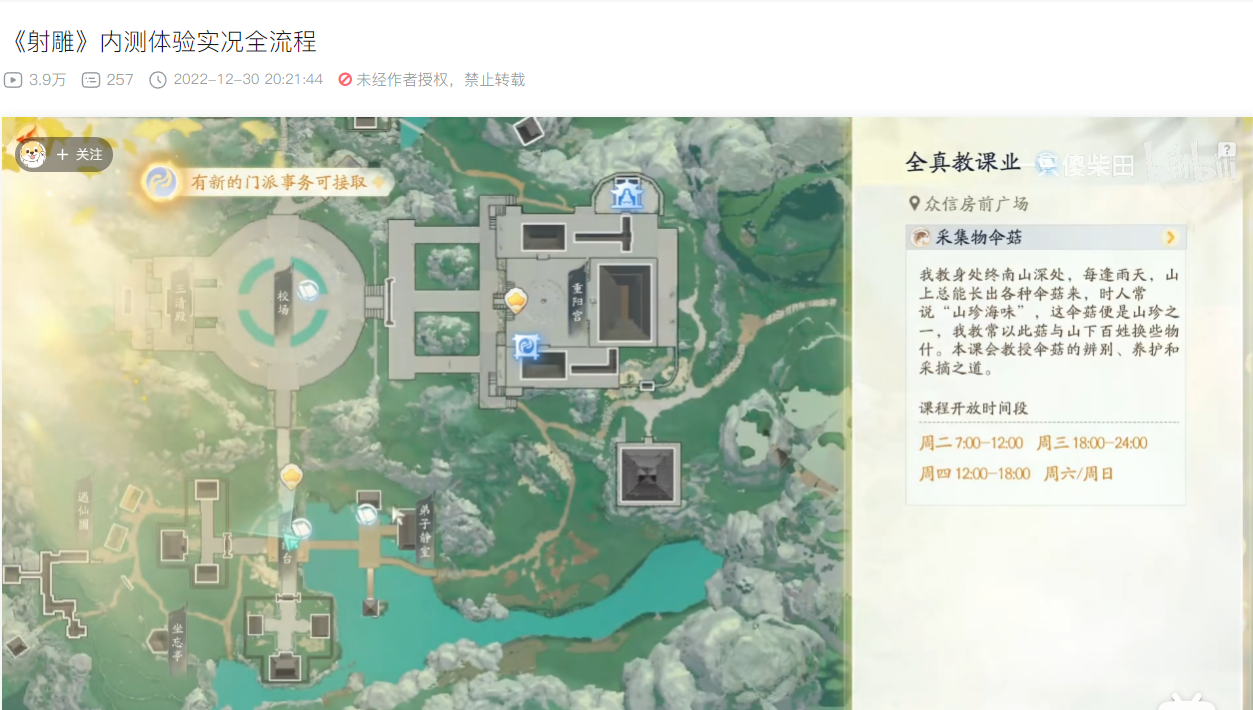 《射雕》内测体验实况全流程
3.9万 257 2022-12-30 20:21:44 未经作者授权，禁止转载
+ 关注
有新的门派事务可接取
三清殿
校场
重阳宫
遇仙圃
弟子静室
台
坐忘亭
全真教课业
傻柴田
bilibili
?
众信房前广场
采集物伞菇
我教身处终南山深处，每逢雨天，山
上总能长出各种伞菇来，时人常
说“山珍海味”，这伞菇便是山珍之
一，我教常以此菇与山下百姓换些物
什。本课会教授伞菇的辨别、养护和
采摘之道。
课程开放时间段
周二 7:00-12:00 周三 18:00-24:00
周四 12:00-18:00 周六/周日